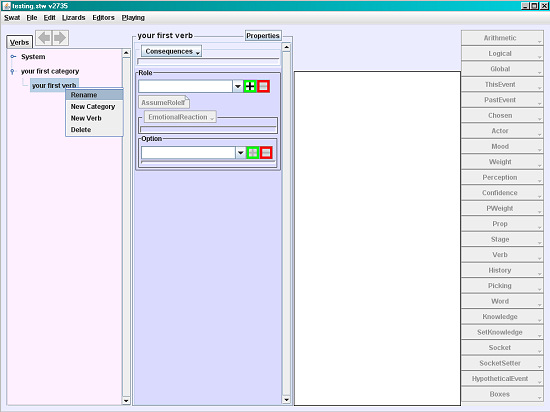 testing.stw v2735
Swat File Edit Lizards Editors Playing
Verbs
System
your first category
your first verb
Rename
New Category
New Verb
Delete
your first verb Properties
Consequences
Role
AssumeRoleIf
EmotionalReaction
Option
Arithmetic
Logical
Global
ThisEvent
PastEvent
Chosen
Actor
Mood
Weight
Perception
Confidence
PWeight
Prop
Stage
Verb
History
Picking
Word
Knowledge
SetKnowledge
Socket
SocketSetter
HypotheticalEvent
Boxes